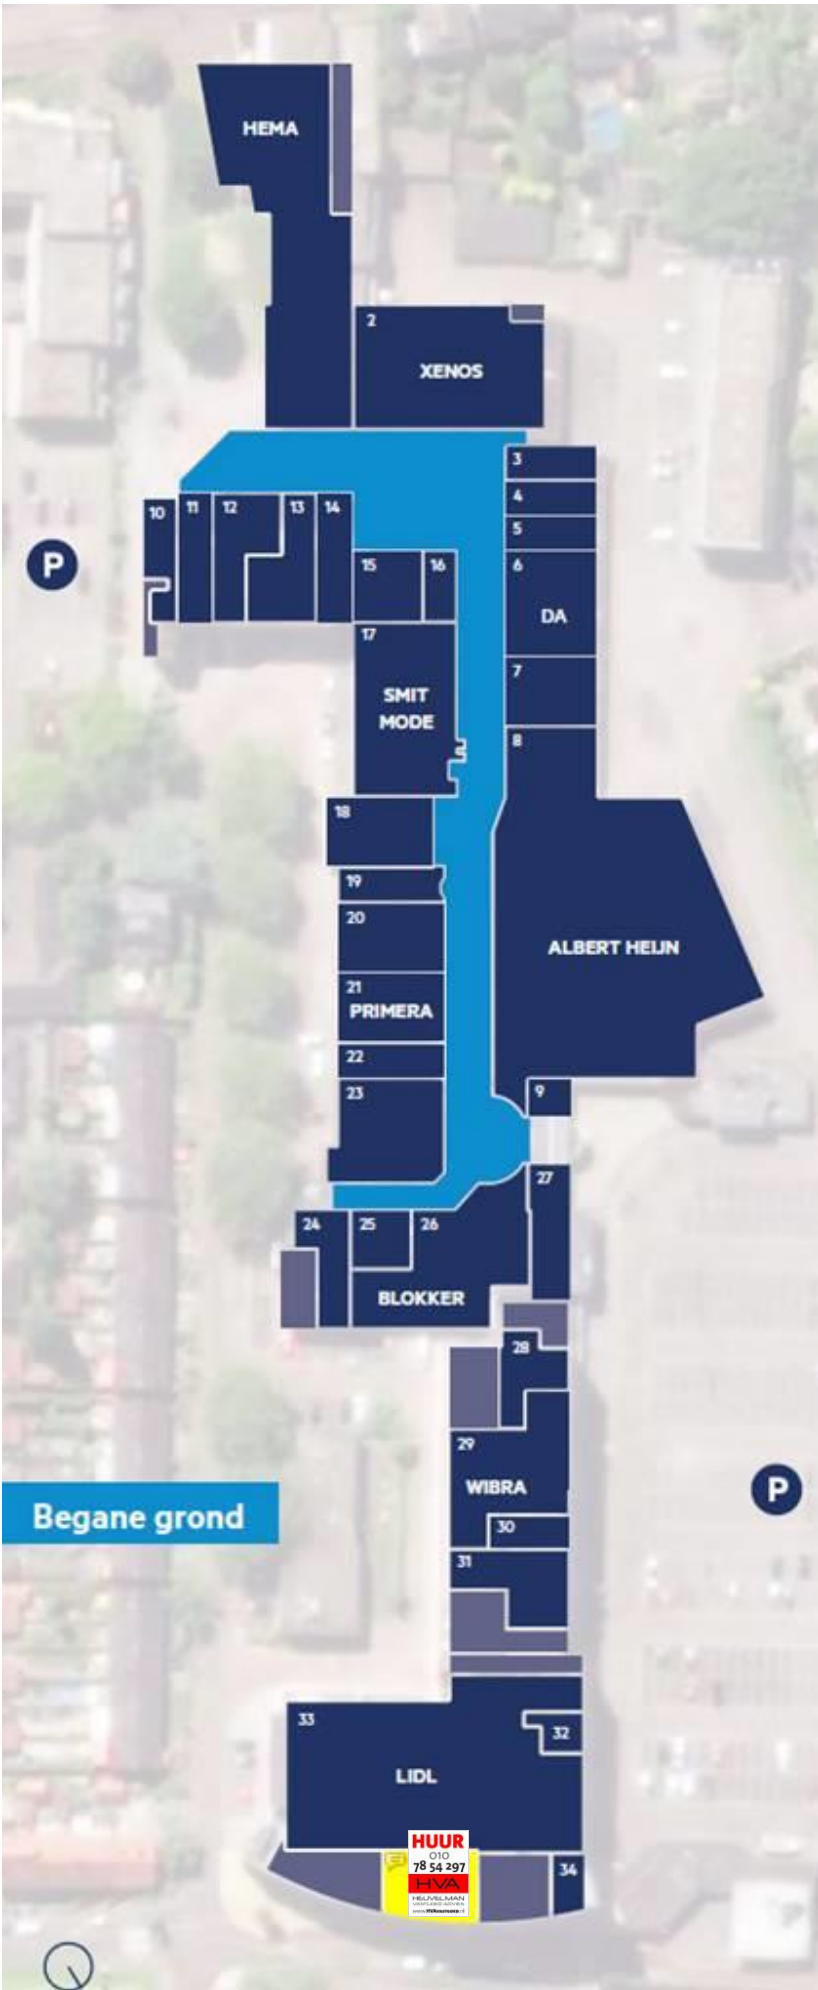 HEMA
2
XENOS
3
4
5
6
DA
7
8
10
11
12
13
14
15
16
17
SMIT
MODE
P
18
19
20
21
PRIMERA
22
23
ALBERT HEIJN
9
24
25
26
27
BLOKKER
28
29
WIBRA
30
31
P
Begane grond
33
32
LIDL
HUUR
010
78 54 297
HVA
HEUVELMAN
34
P